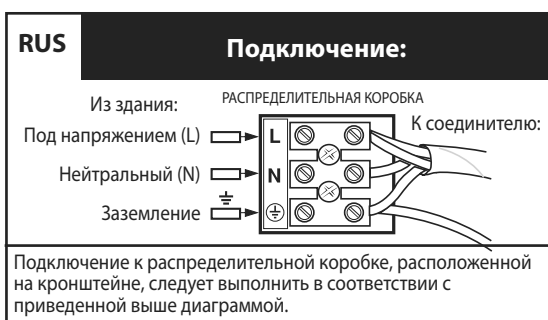 RUS
Подключение:
Из здания:
РАСПРЕДЕЛИТЕЛЬНАЯ КОРОБКА
К соединителю:
Под напряжением (L)
L
Нейтральный (N)
N
Заземление
Подключение к распределительной коробке, расположенной
на кронштейне, следует выполнить в соответствии с
приведенной выше диаграммой.